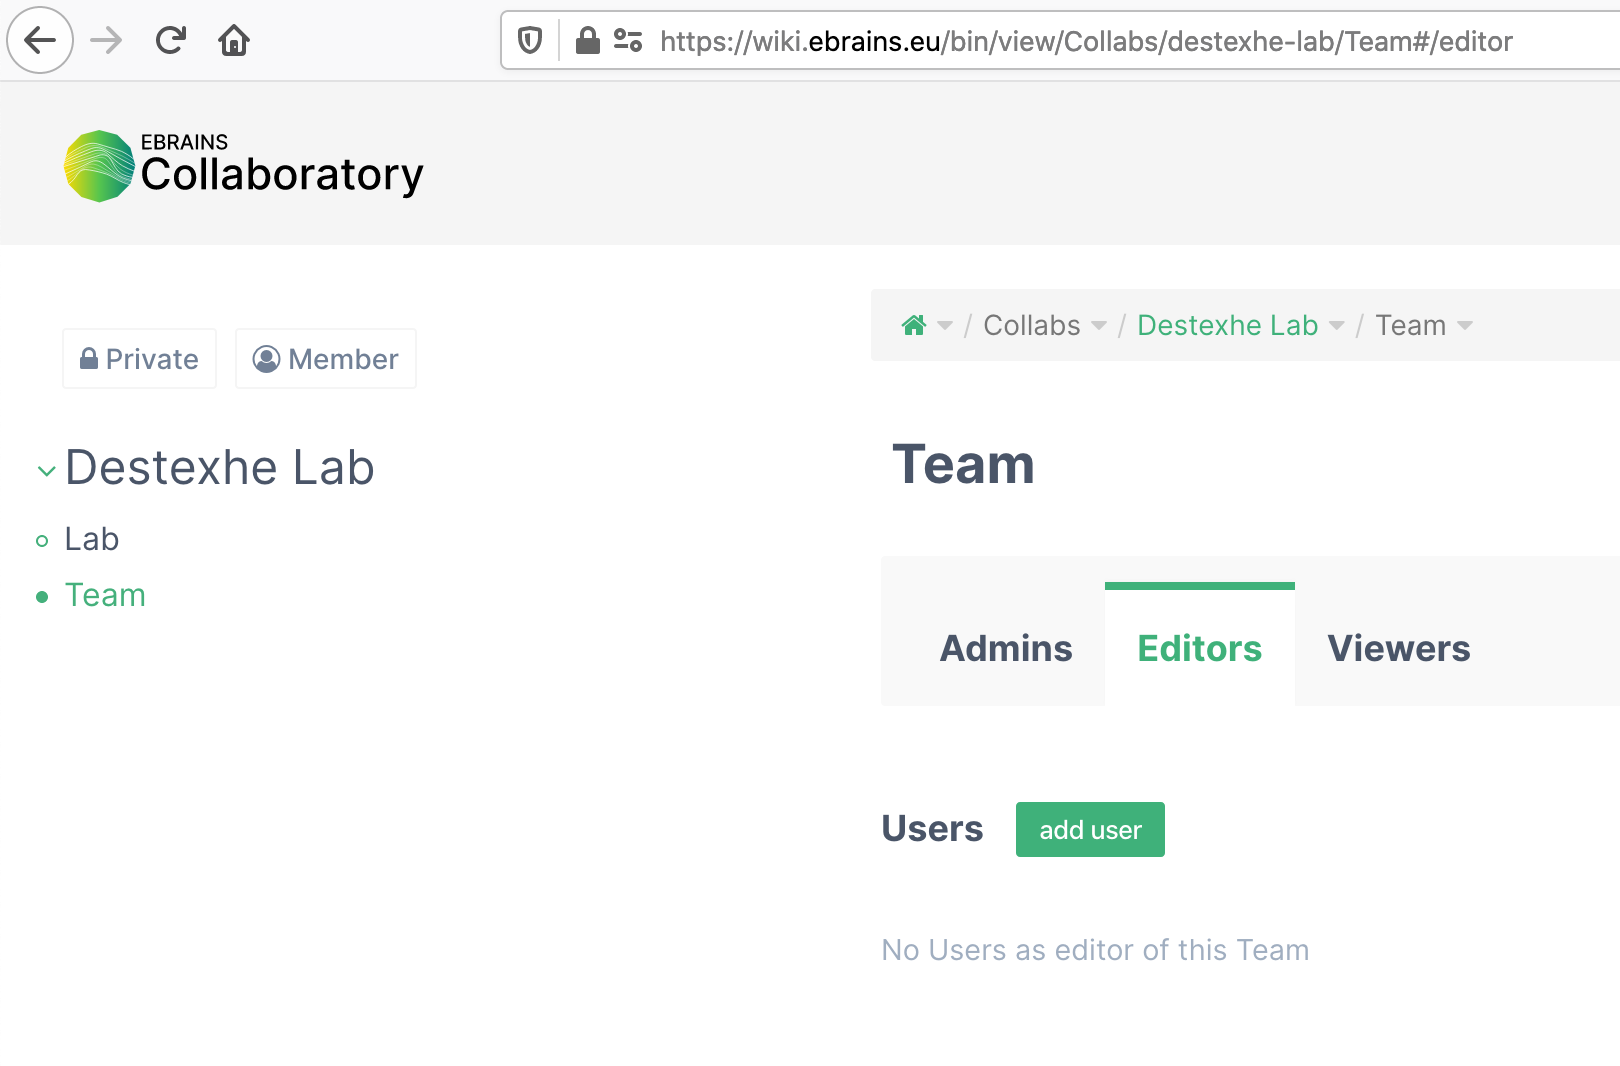 https://wiki.ebrains.eu/bin/view/Collabs/destexhe-lab/Team#/editor
EBRAINS
Collaboratory
Private
Member
Destexhe Lab
Lab
Team
/ Collabs / Destexhe Lab / Team
Team
Admins
Editors
Viewers
Users
add user
No Users as editor of this Team